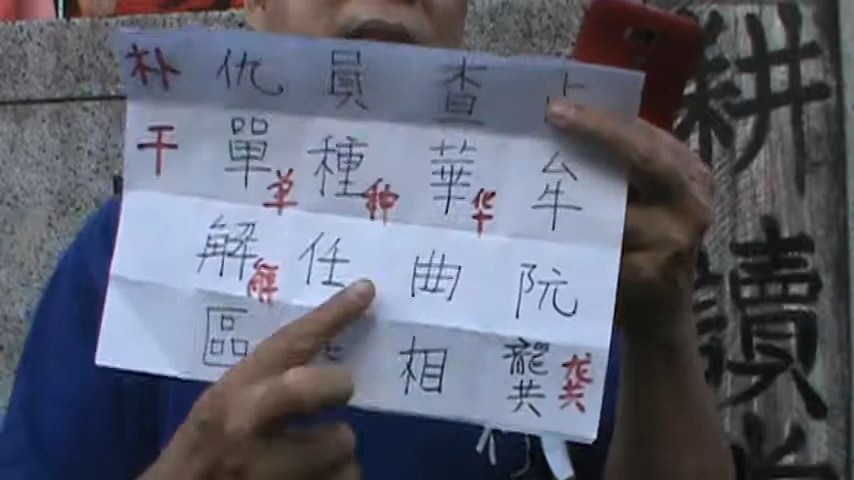 朴 仇 員 查
干 單 单 種 种 華 华 牟
解 解 任 曲 阮
區 相 龔 龚
耕讀